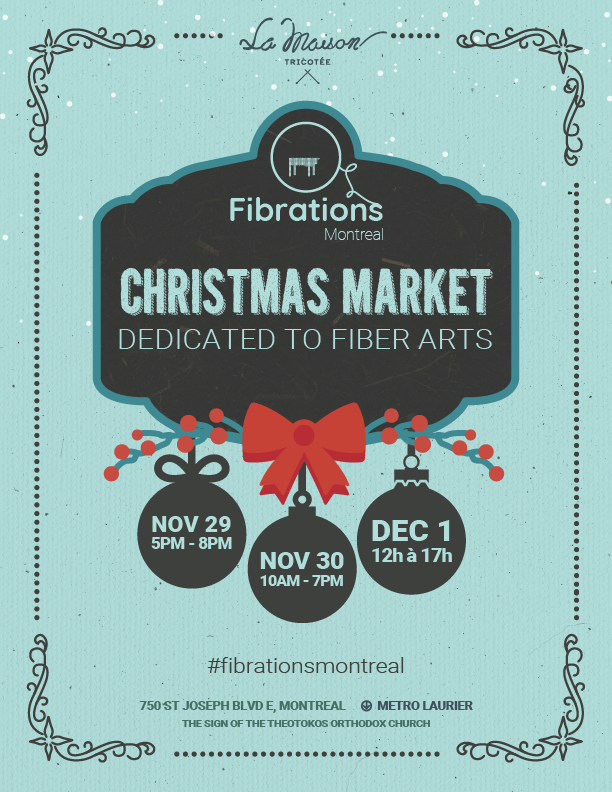 La Maison
TRICOTÉE
Fibrations
Montreal
CHRISTMAS MARKET
DEDICATED TO FIBER ARTS
NOV 29
5PM - 8PM
NOV 30
10AM - 7PM
DEC 1
12h à 17h
#fibrationsmontreal
750 ST JOSEPH BLVD E, MONTREAL METRO LAURIER
THE SIGN OF THE THEOTOKOS ORTHODOX CHURCH